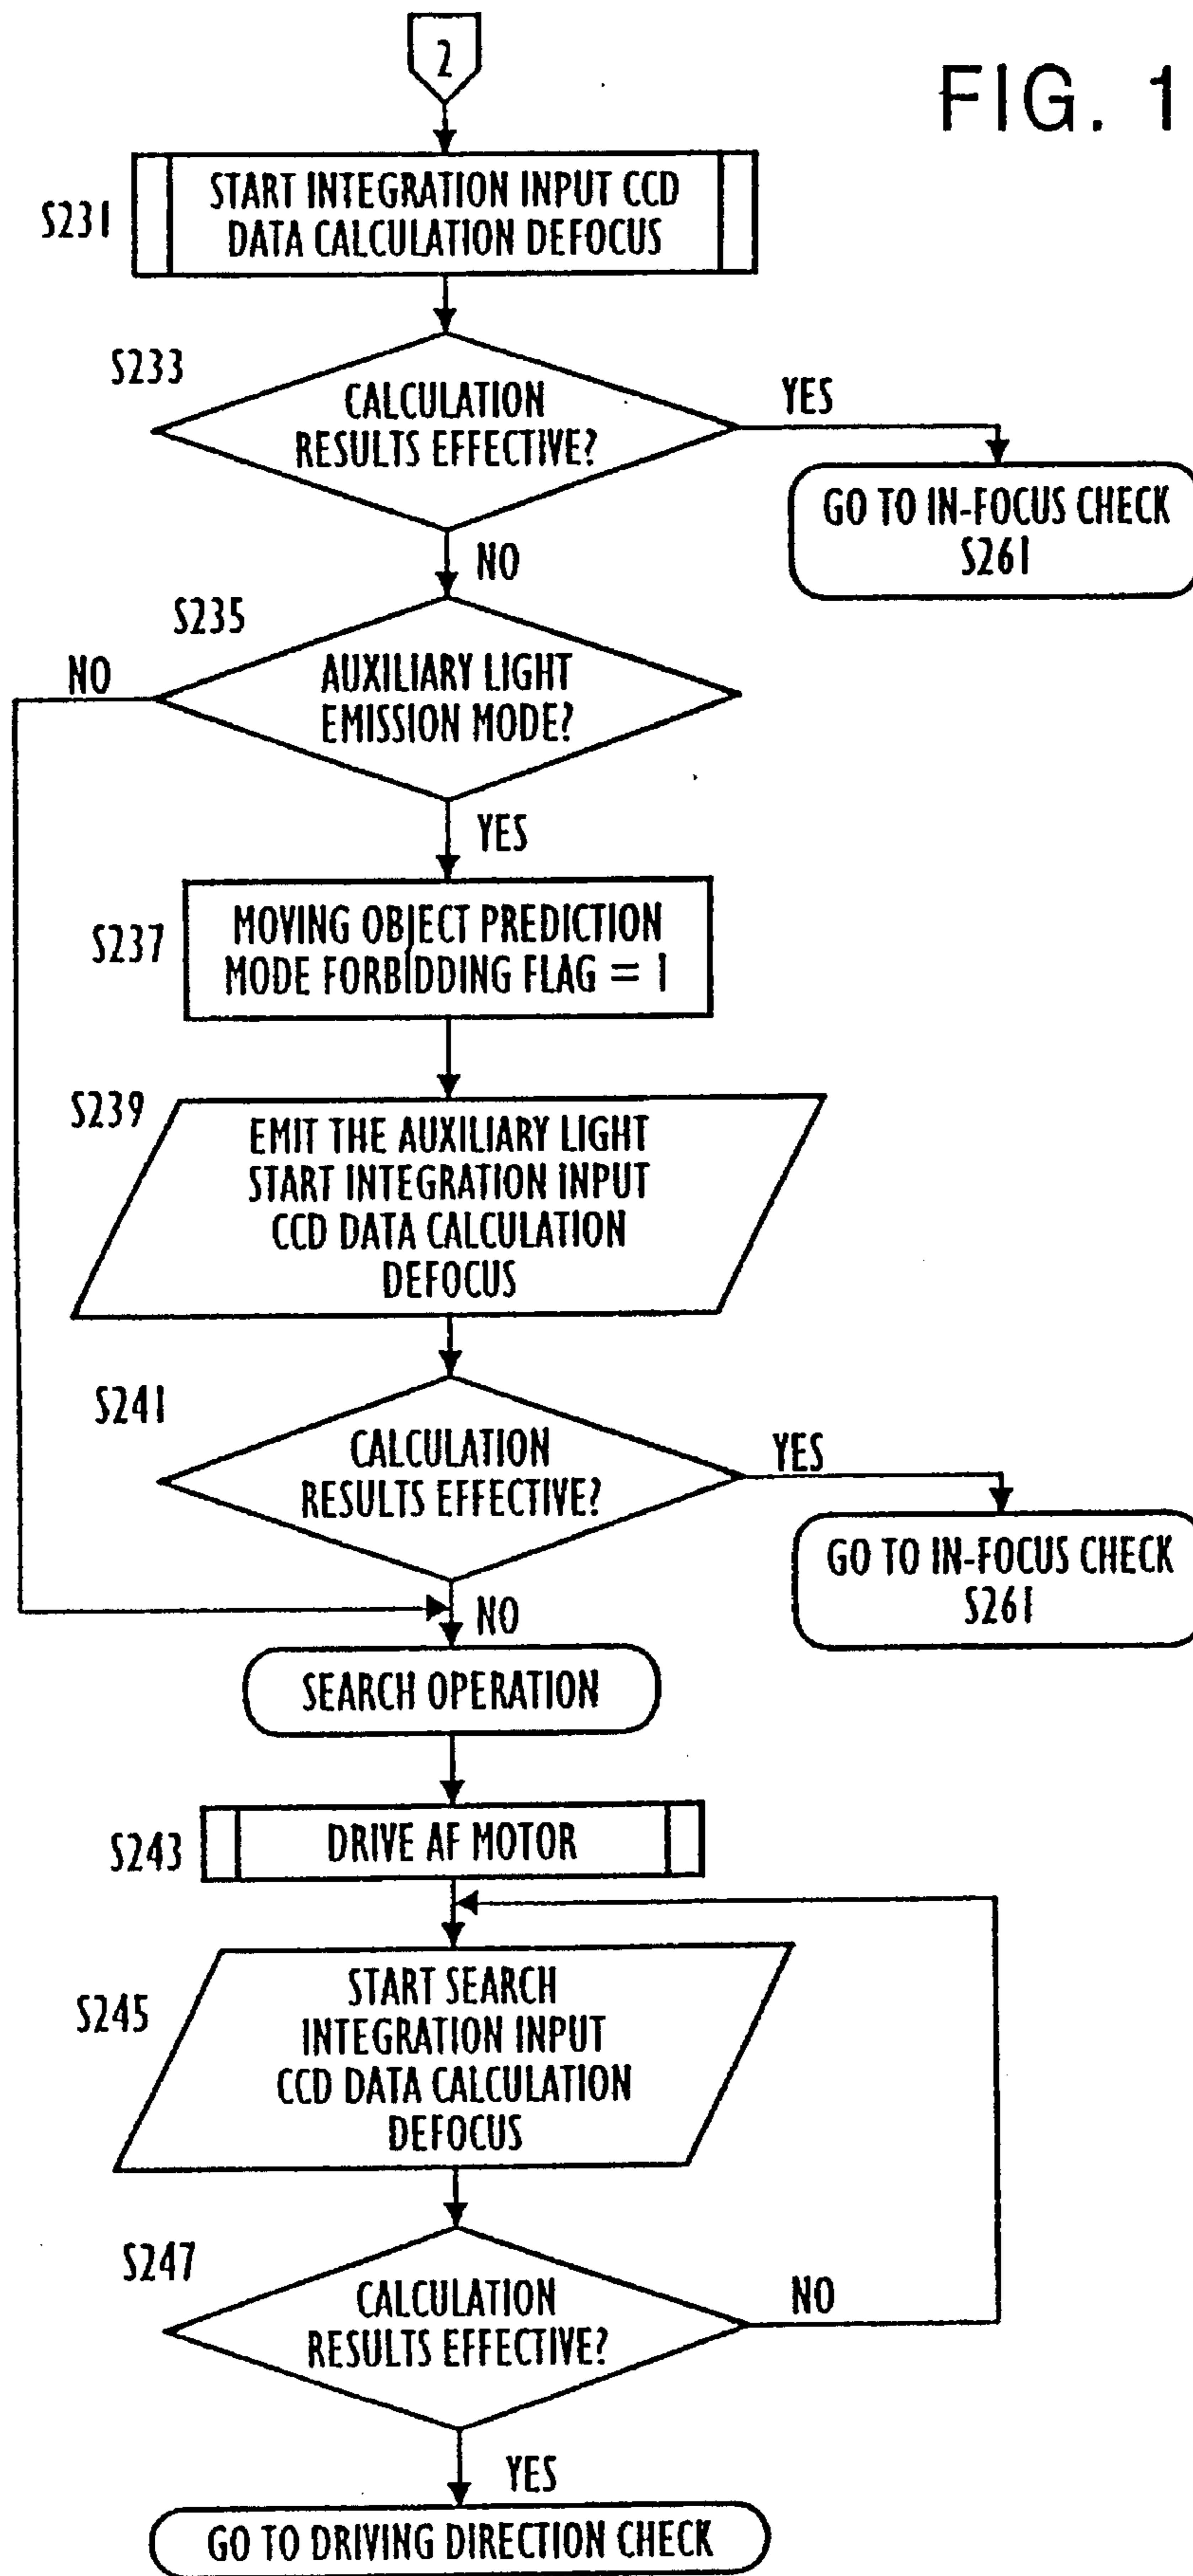 2
FIG. 1
S231
START INTEGRATION INPUT CCD
DATA CALCULATION DEFOCUS
S233
CALCULATION
RESULTS EFFECTIVE?
YES
GO TO IN-FOCUS CHECK
S261
NO
S235
AUXILIARY LIGHT
EMISSION MODE?
NO
YES
S237
MOVING OBJECT PREDICTION
MODE FORBIDDING FLAG = 1
S239
EMIT THE AUXILIARY LIGHT
START INTEGRATION INPUT
CCD DATA CALCULATION
DEFOCUS
S241
CALCULATION
RESULTS EFFECTIVE?
YES
GO TO IN-FOCUS CHECK
S261
NO
SEARCH OPERATION
S243
DRIVE AF MOTOR
S245
START SEARCH
INTEGRATION INPUT
CCD DATA CALCULATION
DEFOCUS
S247
CALCULATION
RESULTS EFFECTIVE?
NO
YES
GO TO DRIVING DIRECTION CHECK